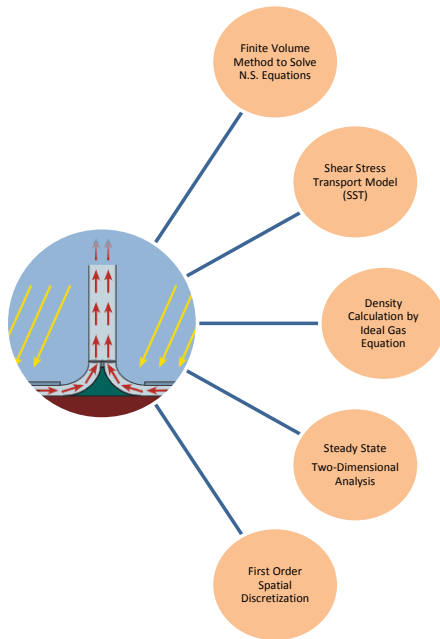 Finite Volume
Method to Solve
N.S. Equations
Shear Stress
Transport Model
(SST)
Density
Calculation by
Ideal Gas
Equation
Steady State
Two-Dimensional
Analysis
First Order
Spatial
Discretization